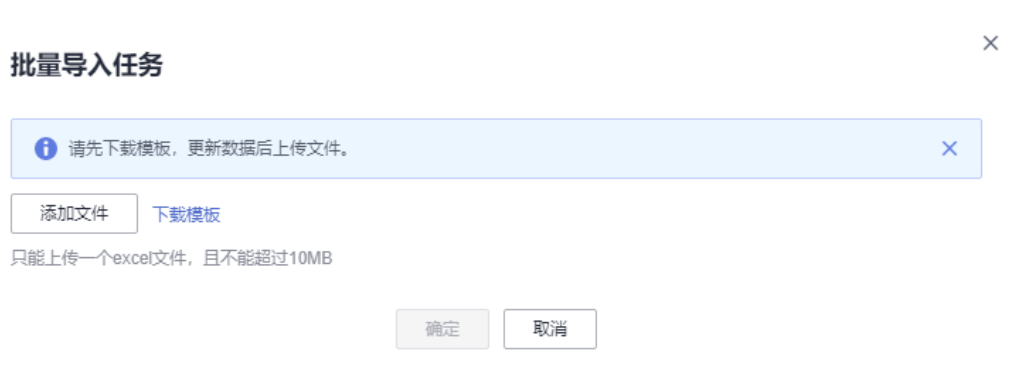 批量导入任务
请先下载模板，更新数据后上传文件。
添加文件 下载模板
只能上传一个excel文件，且不能超过10MB
确定 取消